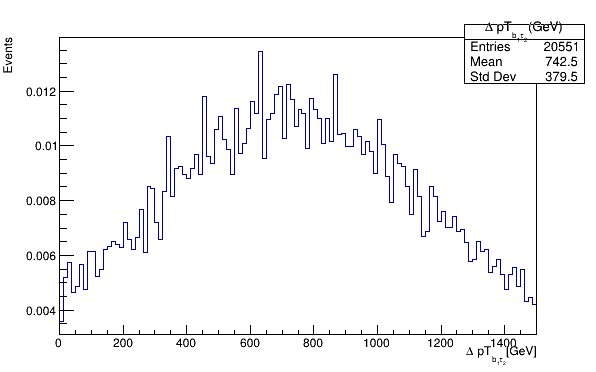 Δ pT_{b₁τ₂}(GeV)
Entries 20551
Mean 742.5
Std Dev 379.5
Events
0.012
0.01
0.008
0.006
0.004
0 200 400 600 800 1000 1200 1400
Δ pT_{b₁τ₂}[GeV]